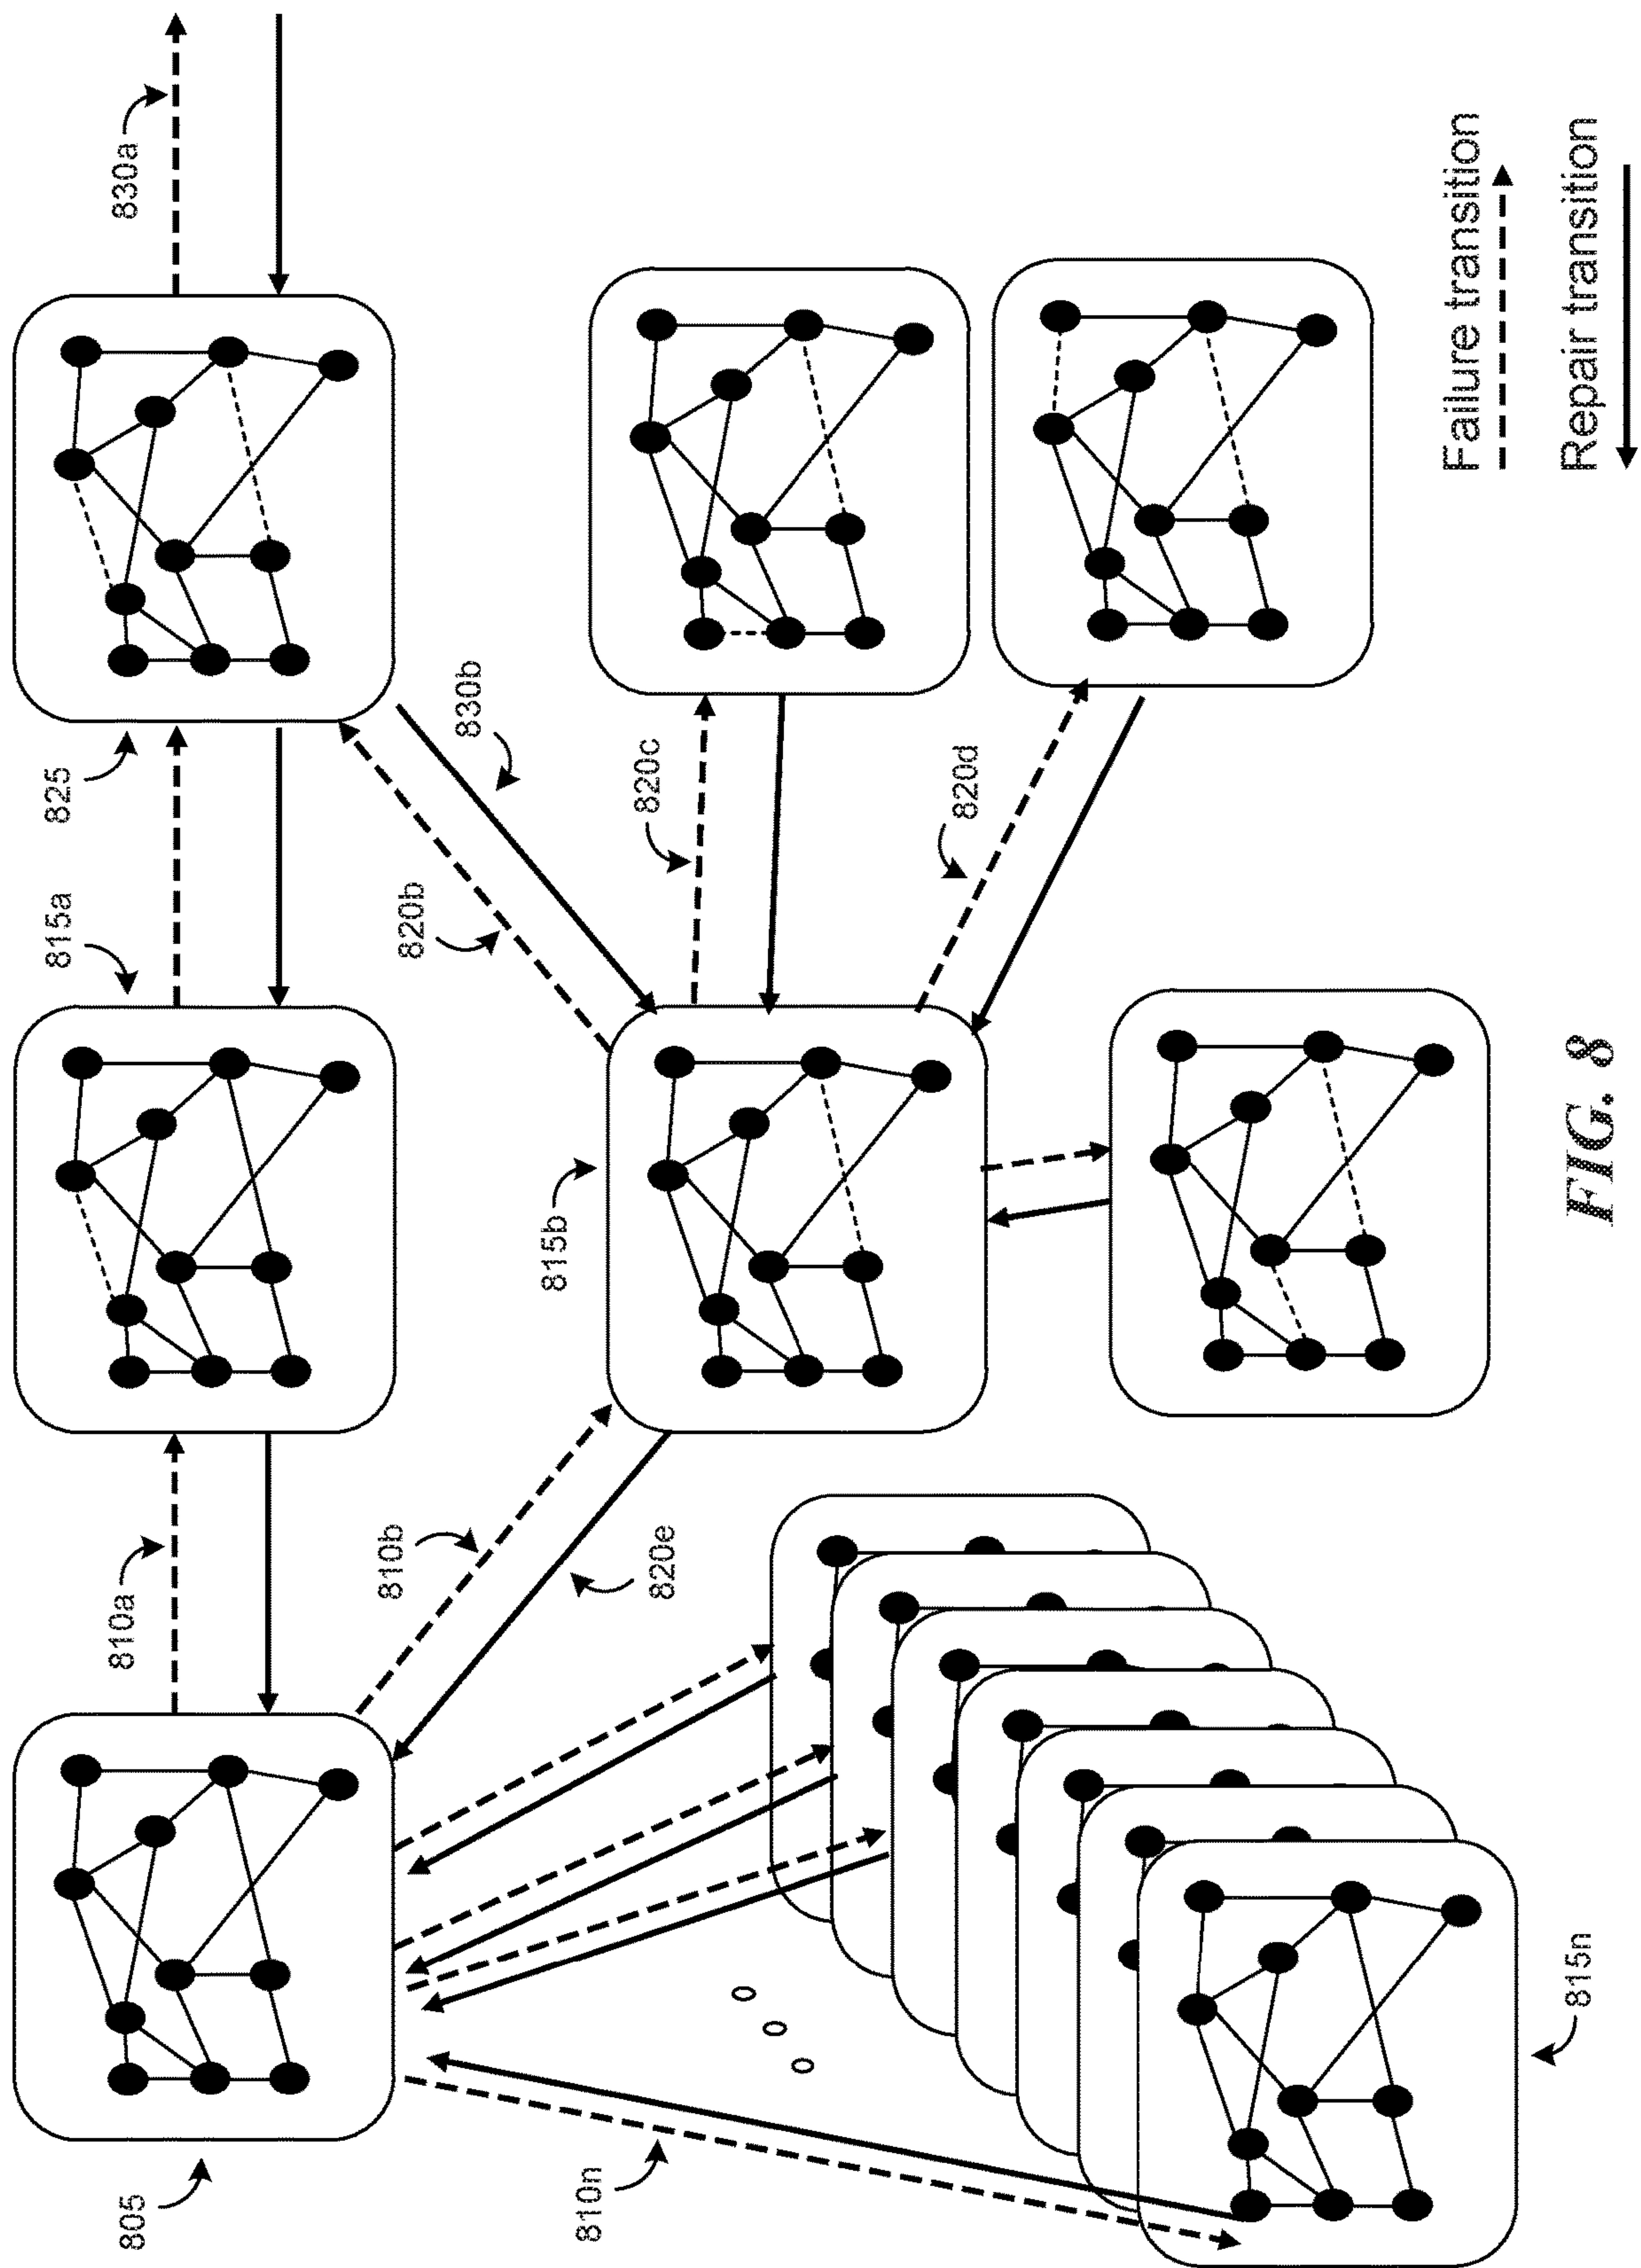 805
810a
815a
825
830a
810b
820b
830b
815b
810n
820e
820c
820d
Failure transition
815n
Repair transition
FIG. 8